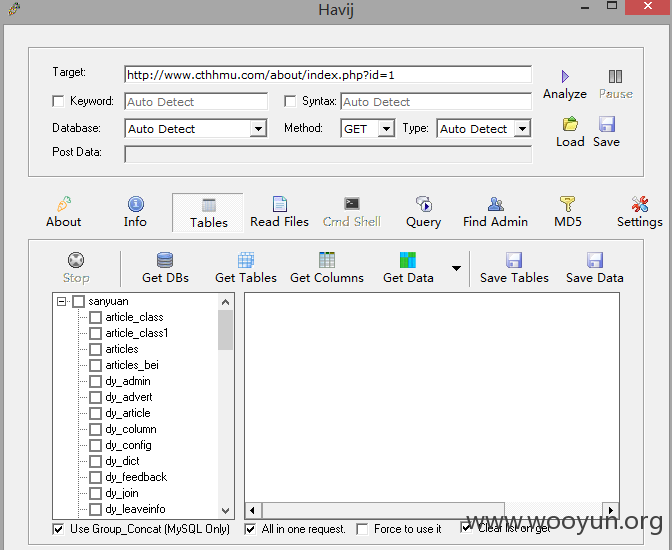 Havij
Target: http://www.cthhmu.com/about/index.php?id=1
Analyze Pause
Keyword: Auto Detect Syntax: Auto Detect
Database: Auto Detect Method: GET Type: Auto Detect
Load Save
Post Data:
About Info Tables Read Files Cmd Shell Query Find Admin MD5 Settings
Stop Get DBs Get Tables Get Columns Get Data Save Tables Save Data
sanyuan
article_class
article_class1
articles
articles_bei
dy_admin
dy_advert
dy_article
dy_column
dy_config
dy_dict
dy_feedback
dy_join
dy_leaveinfo
Use Group_Concat (MySQL Only) All in one request. Force to use it Clear list on get
www.wooyun.org